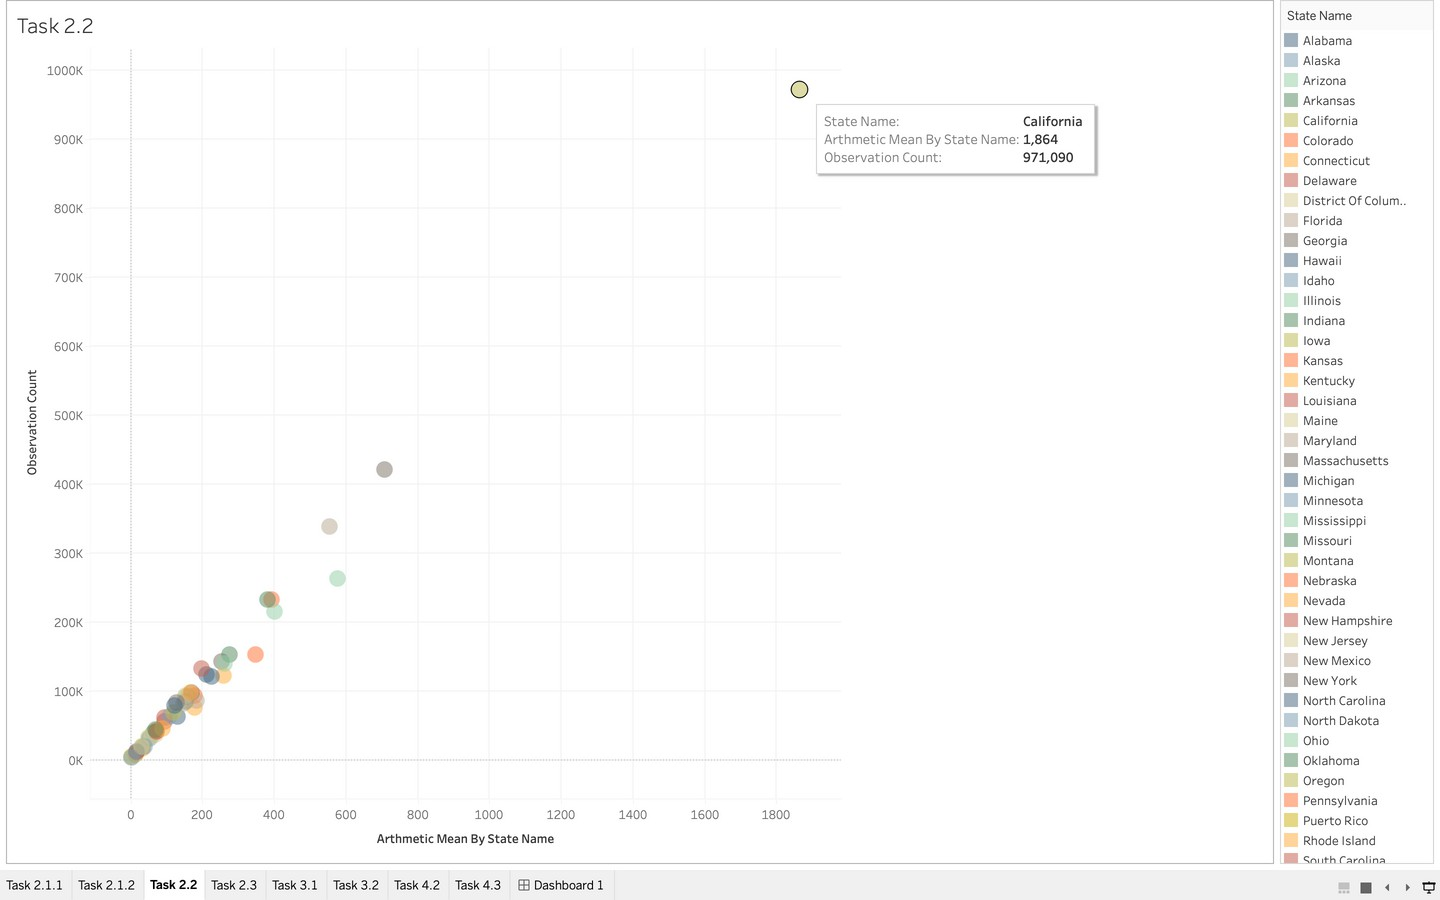 Task 2.2
1000K
900K
800K
700K
600K
500K
400K
300K
200K
100K
0K
Observation Count
0 200 400 600 800 1000 1200 1400 1600 1800
Arthmetic Mean By State Name
State Name: California
Arthmetic Mean By State Name: 1,864
Observation Count: 971,090
State Name
Alabama
Alaska
Arizona
Arkansas
California
Colorado
Connecticut
Delaware
District Of Colum..
Florida
Georgia
Hawaii
Idaho
Illinois
Indiana
Iowa
Kansas
Kentucky
Louisiana
Maine
Maryland
Massachusetts
Michigan
Minnesota
Mississippi
Missouri
Montana
Nebraska
Nevada
New Hampshire
New Jersey
New Mexico
New York
North Carolina
North Dakota
Ohio
Oklahoma
Oregon
Pennsylvania
Puerto Rico
Rhode Island
South Carolina
Task 2.1.1 Task 2.1.2 Task 2.2 Task 2.3 Task 3.1 Task 3.2 Task 4.2 Task 4.3 Dashboard 1